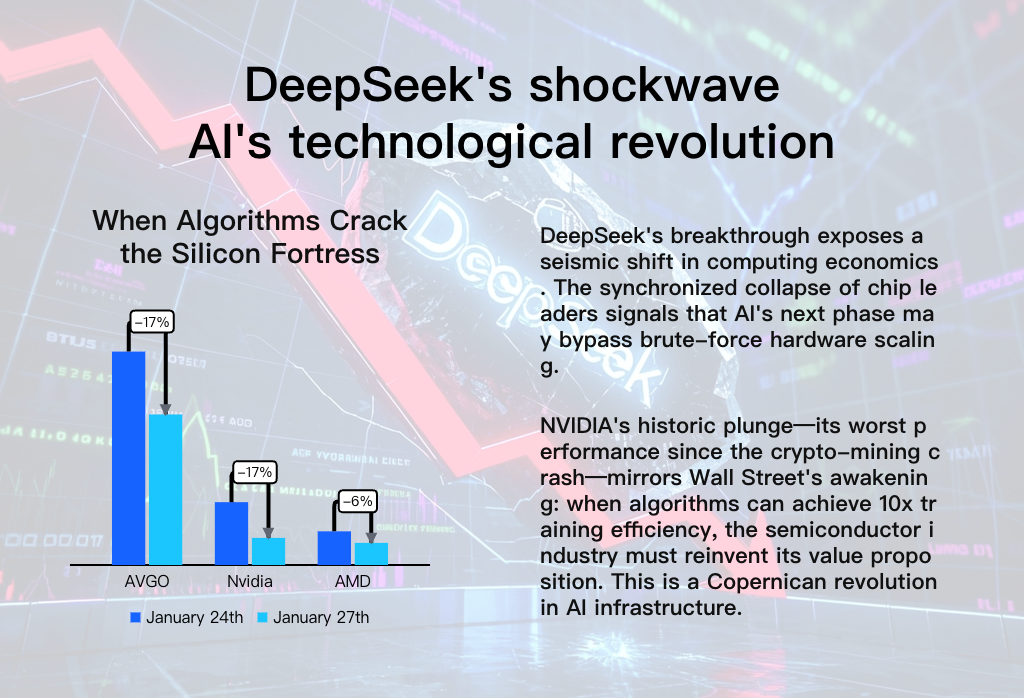 DeepSeek's shockwave
AI's technological revolution
When Algorithms Crack
the Silicon Fortress
-17%
-17%
-6%
AVGO
Nvidia
AMD
January 24th
January 27th
DeepSeek's breakthrough exposes a
seismic shift in computing economics
. The synchronized collapse of chip le
aders signals that AI's next phase ma
y bypass brute-force hardware scalin
g.
NVIDIA's historic plunge—its worst p
erformance since the crypto-mining c
rash—mirrors Wall Street's awakenin
g: when algorithms can achieve 10x tr
aining efficiency, the semiconductor i
ndustry must reinvent its value propo
sition. This is a Copernican revolution
in AI infrastructure.
DeepSeek